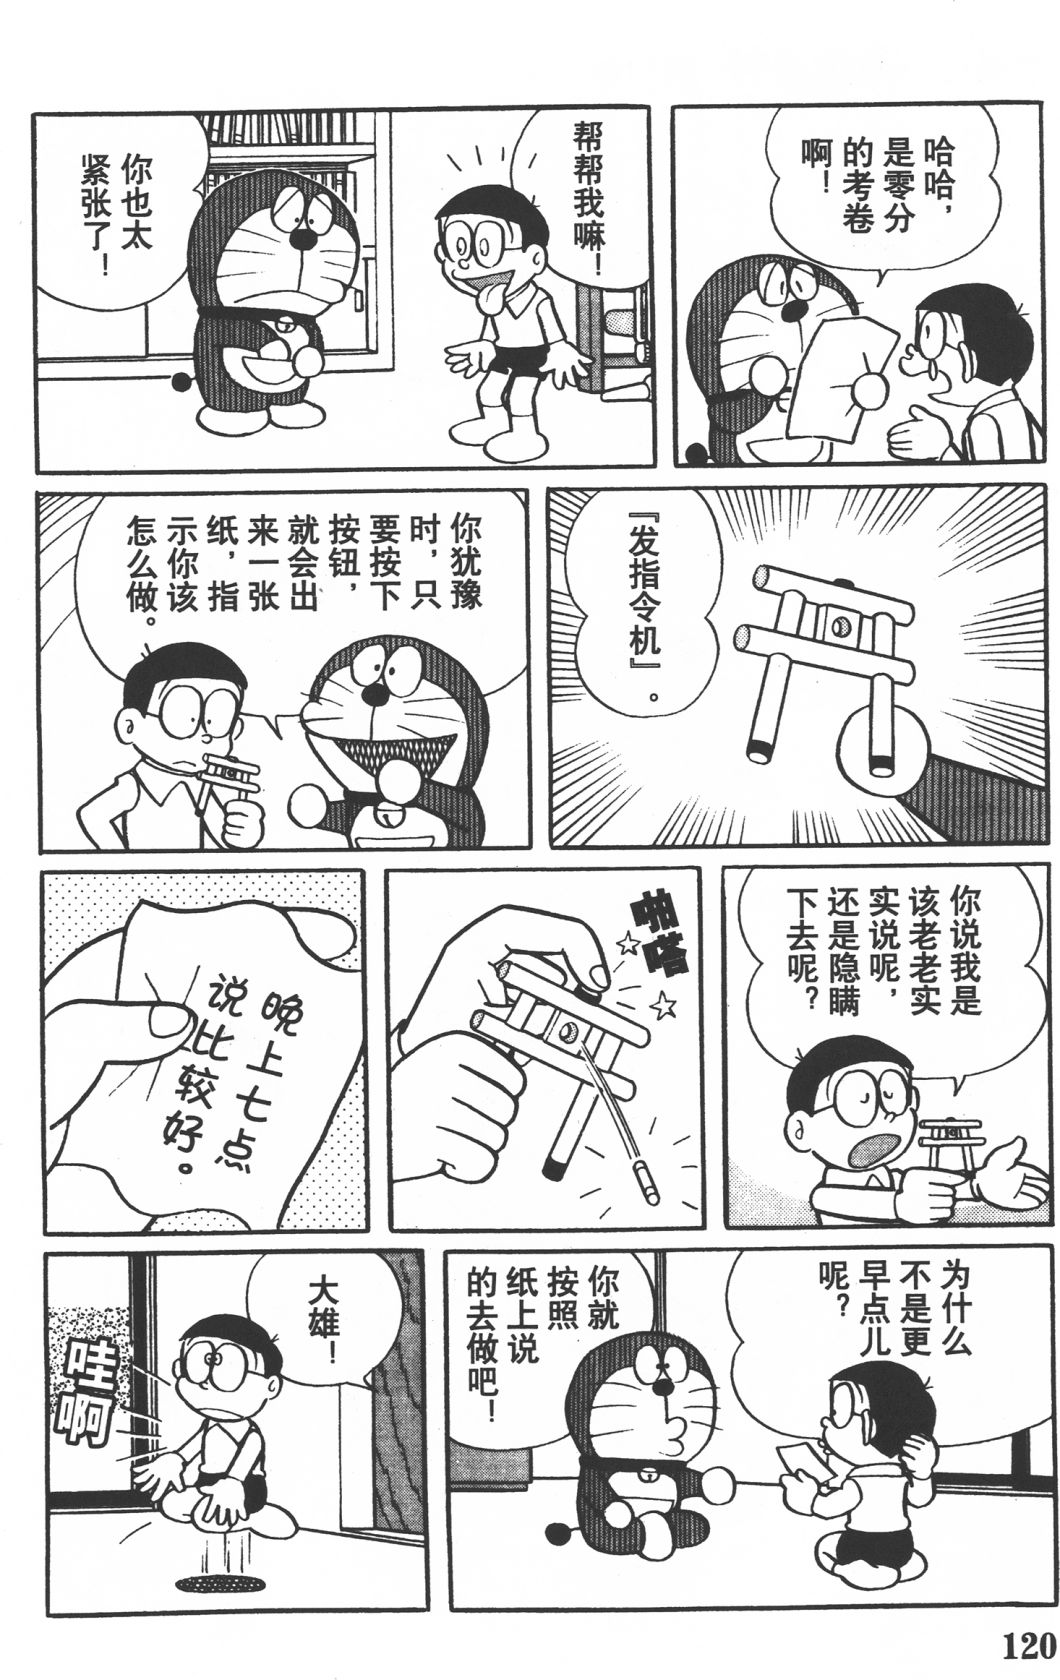 哈哈，
是零分
的考卷
啊！
帮帮我嘛！
你也太
紧张了！
『发指令机』。
你犹豫
时，只
要按下
按钮，
就会出
来一张
纸，指
示你该
怎么做。
你说我是
该老老实
实说呢，
还是隐瞒
下去呢？
啪嗒
晚上七点
说比较好。
为什么
不是更
早点儿
呢？
你就
按照
纸上说
的去做吧！
大雄！
哇啊
120